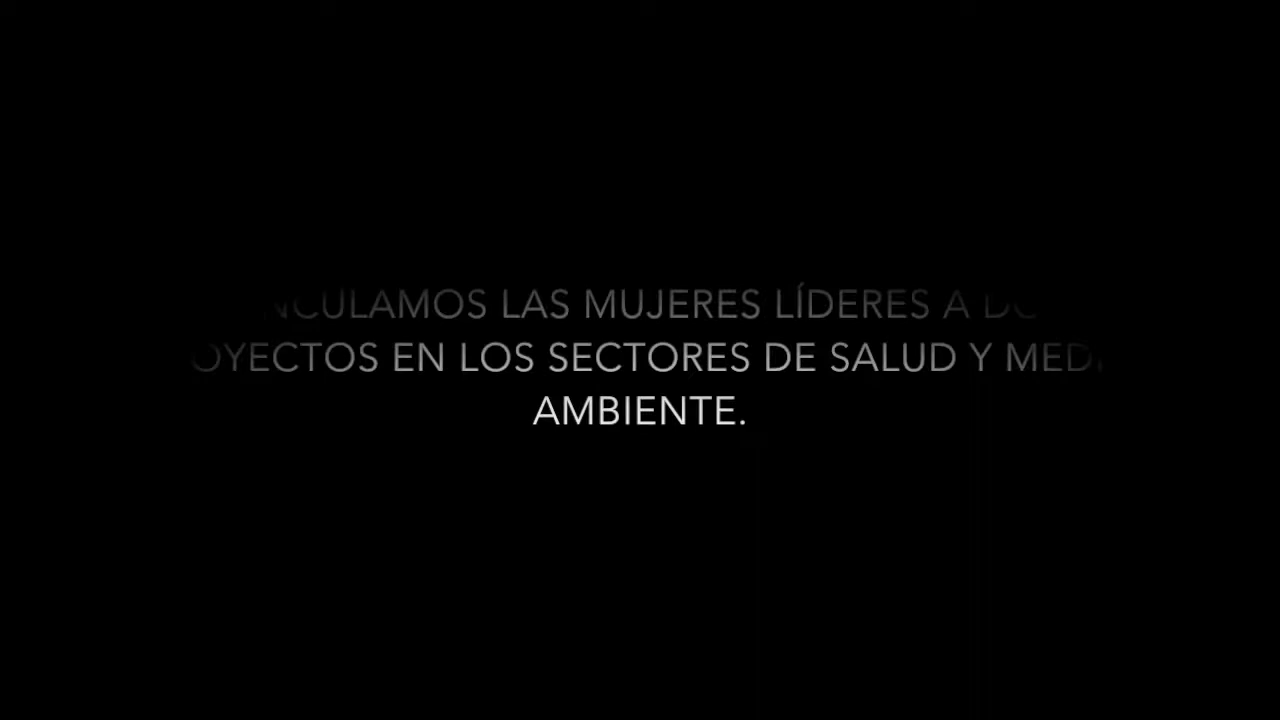 LAS MUJERES LÍDERES A
EN LOS SECTORES DE SALUD Y
AMBIENTE.